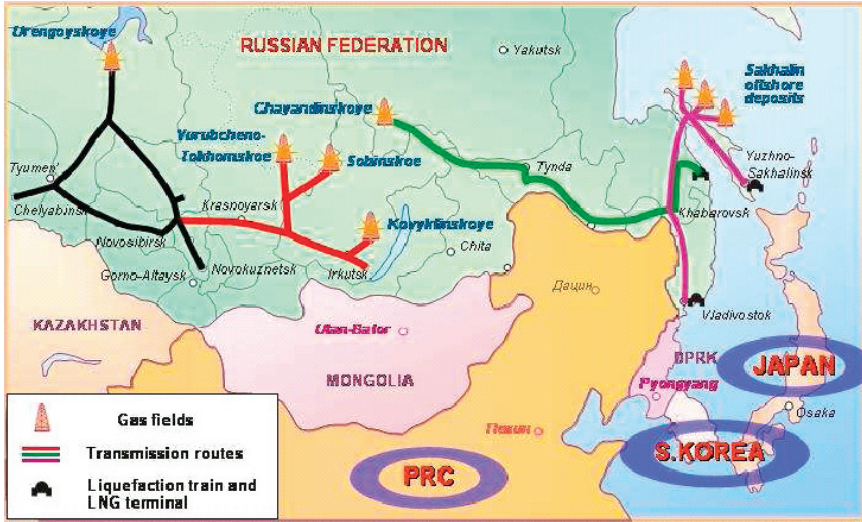 Urengoyskoye
RUSSIAN FEDERATION
Yakutsk
Sakhalin
offshore
deposits
Chayandinskoye
Yurubcheno-
Tokhomskoe
Sobinskoe
Tyumen'
Tynda
Yuzhno-
Sakhalinsk
Krasnoyarsk
Chelyabinsk
Khabarovsk
Kovyktinskoye
Novosibirsk
Chita
Irkutsk
Gorno-Altaysk
Novokuznetsk
Дацин
Vladivostok
KAZAKHSTAN
Ulan-Bator
DPRK
JAPAN
MONGOLIA
Pyongyang
Osaka
Gas fields
Пекин
Transmission routes
S.KOREA
PRC
Liquefaction train and
LNG terminal